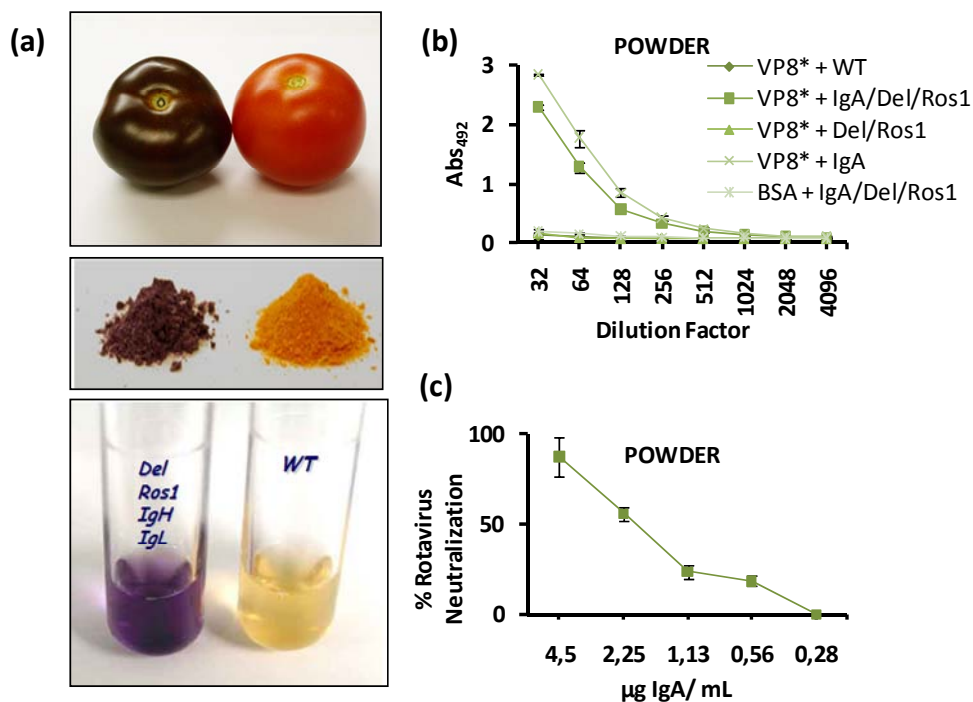 (a)
Del
Ros1
IgH
IgL
WT
(b)
POWDER
VP8* + WT
VP8* + IgA/Del/Ros1
VP8* + Del/Ros1
VP8* + IgA
BSA + IgA/Del/Ros1
Abs492
3
2
1
0
32
64
128
256
512
1024
2048
4096
Dilution Factor
(c)
POWDER
% Rotavirus
Neutralization
100
50
0
4,5
2,25
1,13
0,56
0,28
µg IgA/ mL